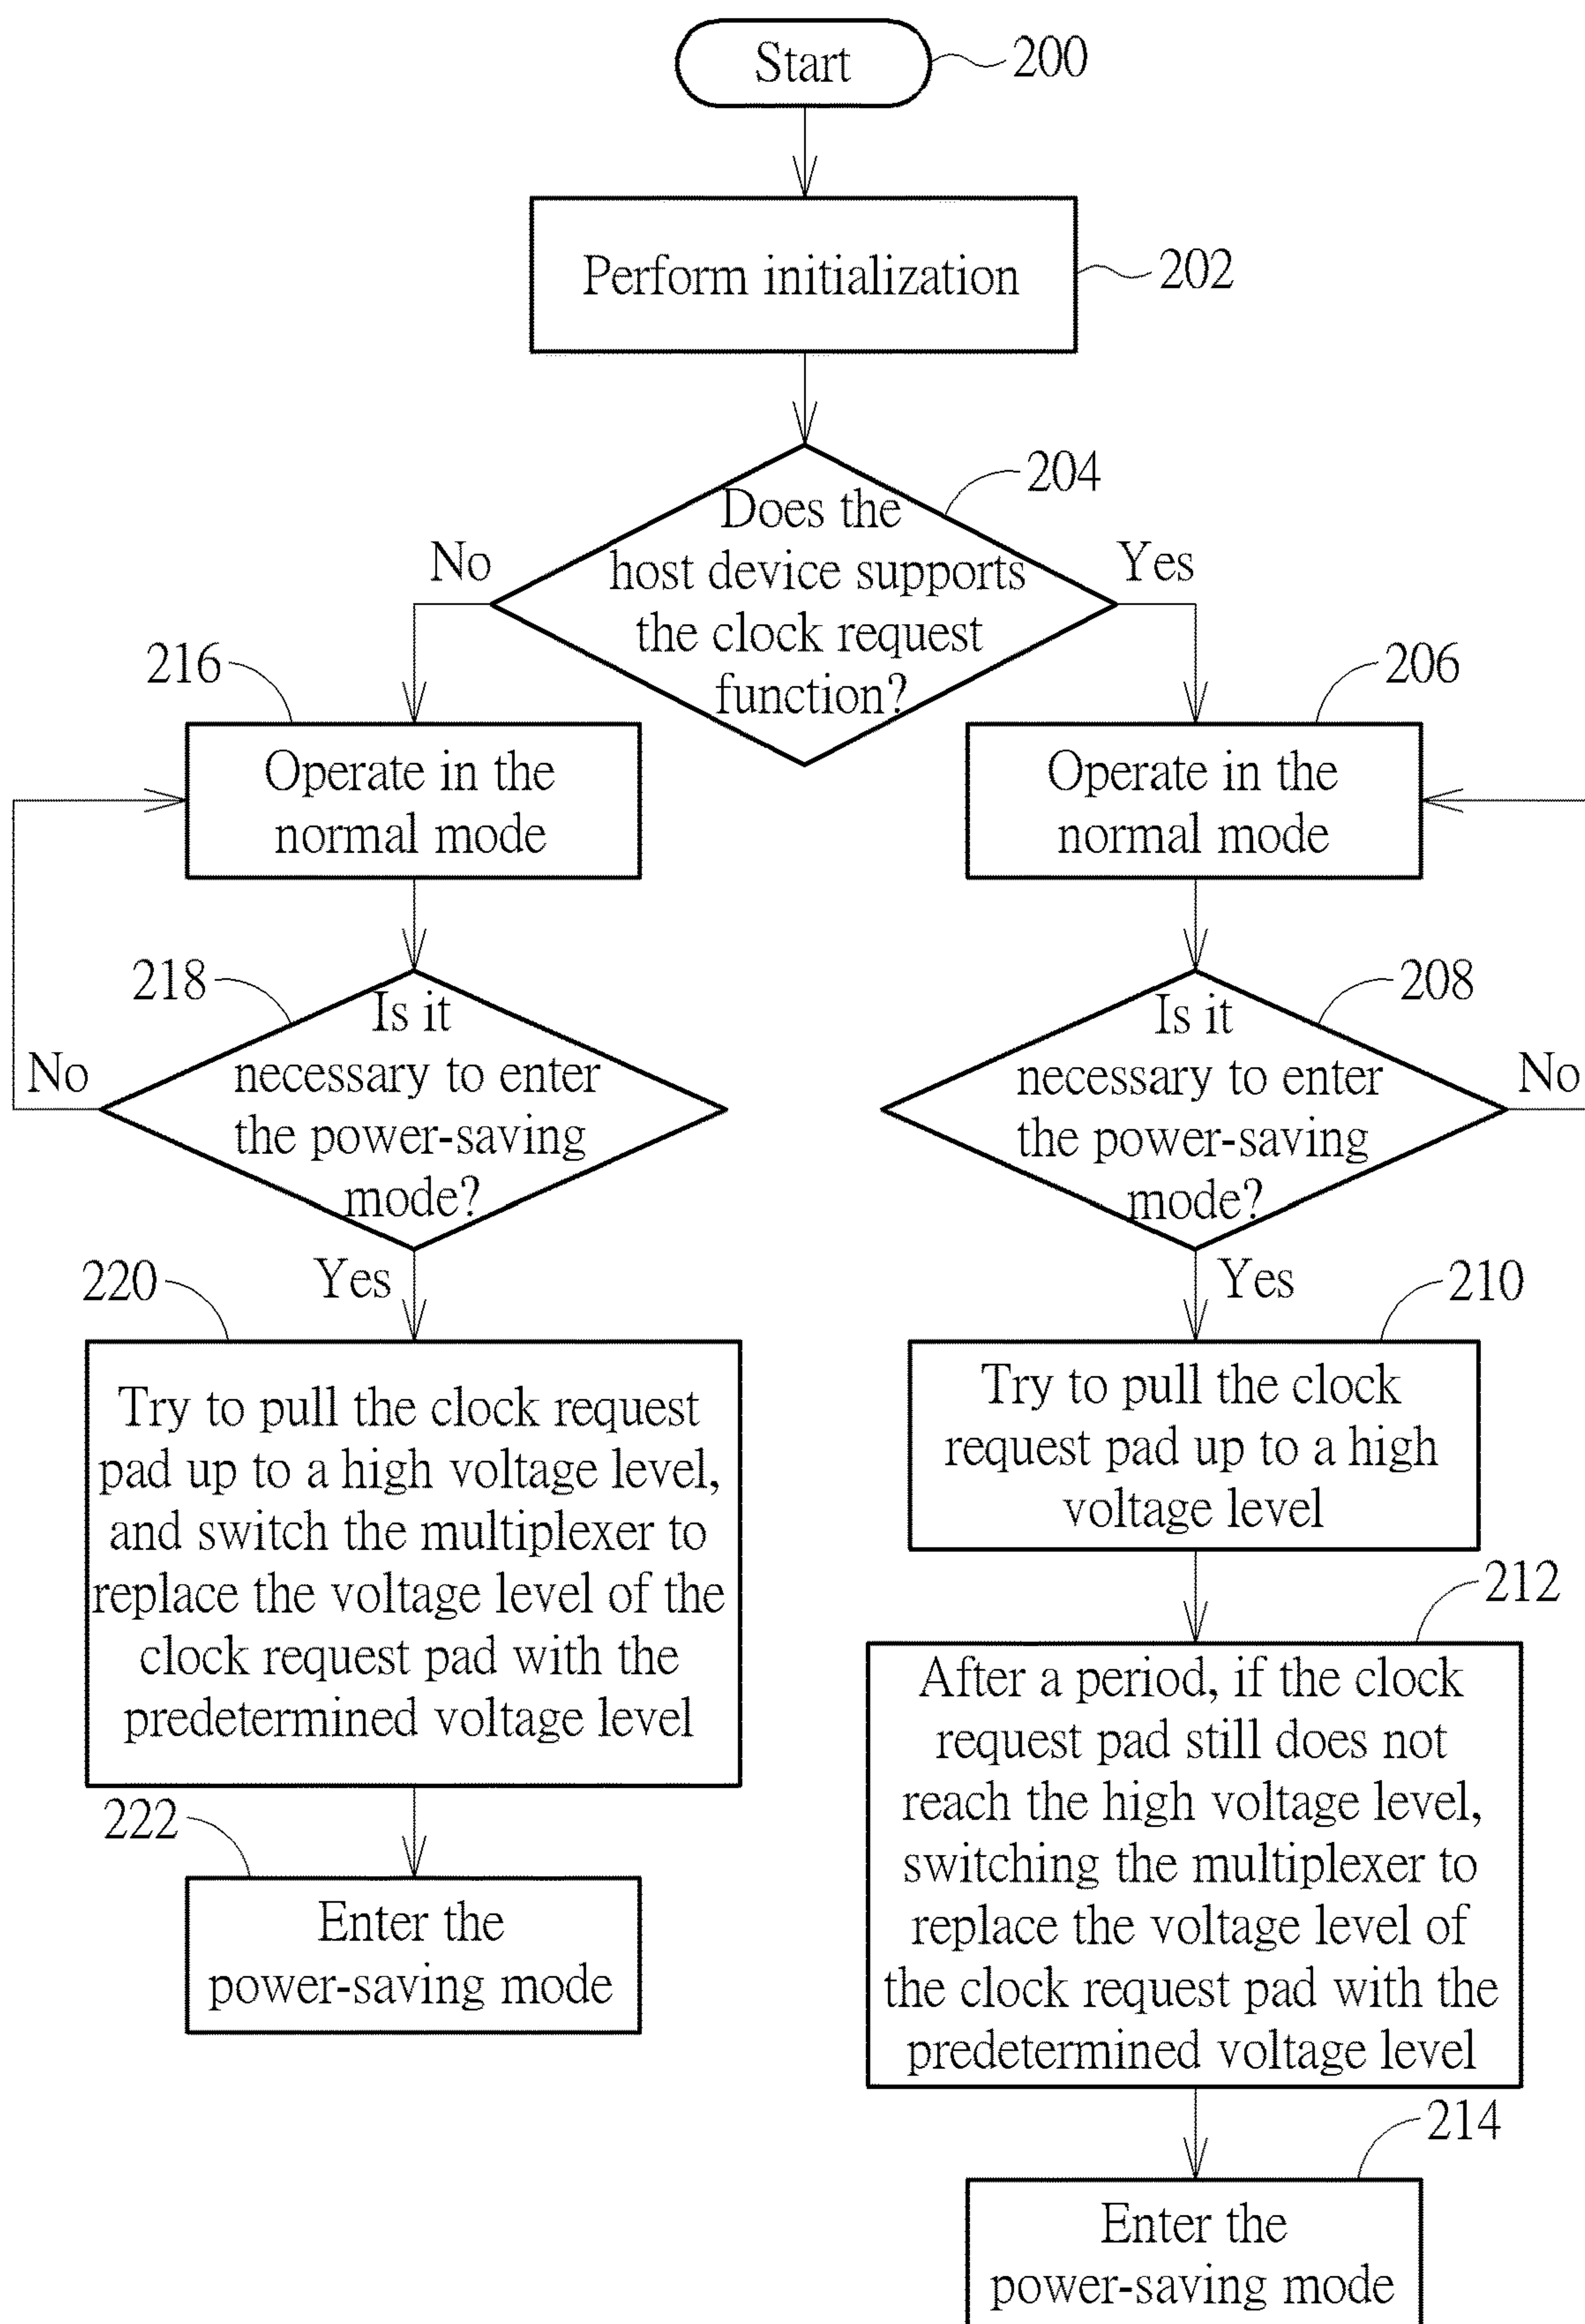 Start
200
Perform initialization
202
204
Does the
host device supports
the clock request
function?
No
Yes
216
Operate in the
normal mode
206
Operate in the
normal mode
218
Is it
necessary to enter
the power-saving
mode?
No
Yes
208
Is it
necessary to enter
the power-saving
mode?
No
Yes
220
Try to pull the clock request
pad up to a high voltage level,
and switch the multiplexer to
replace the voltage level of the
clock request pad with the
predetermined voltage level
210
Try to pull the clock
request pad up to a high
voltage level
212
After a period, if the clock
request pad still does not
reach the high voltage level,
switching the multiplexer to
replace the voltage level of
the clock request pad with the
predetermined voltage level
222
Enter the
power-saving mode
214
Enter the
power-saving mode